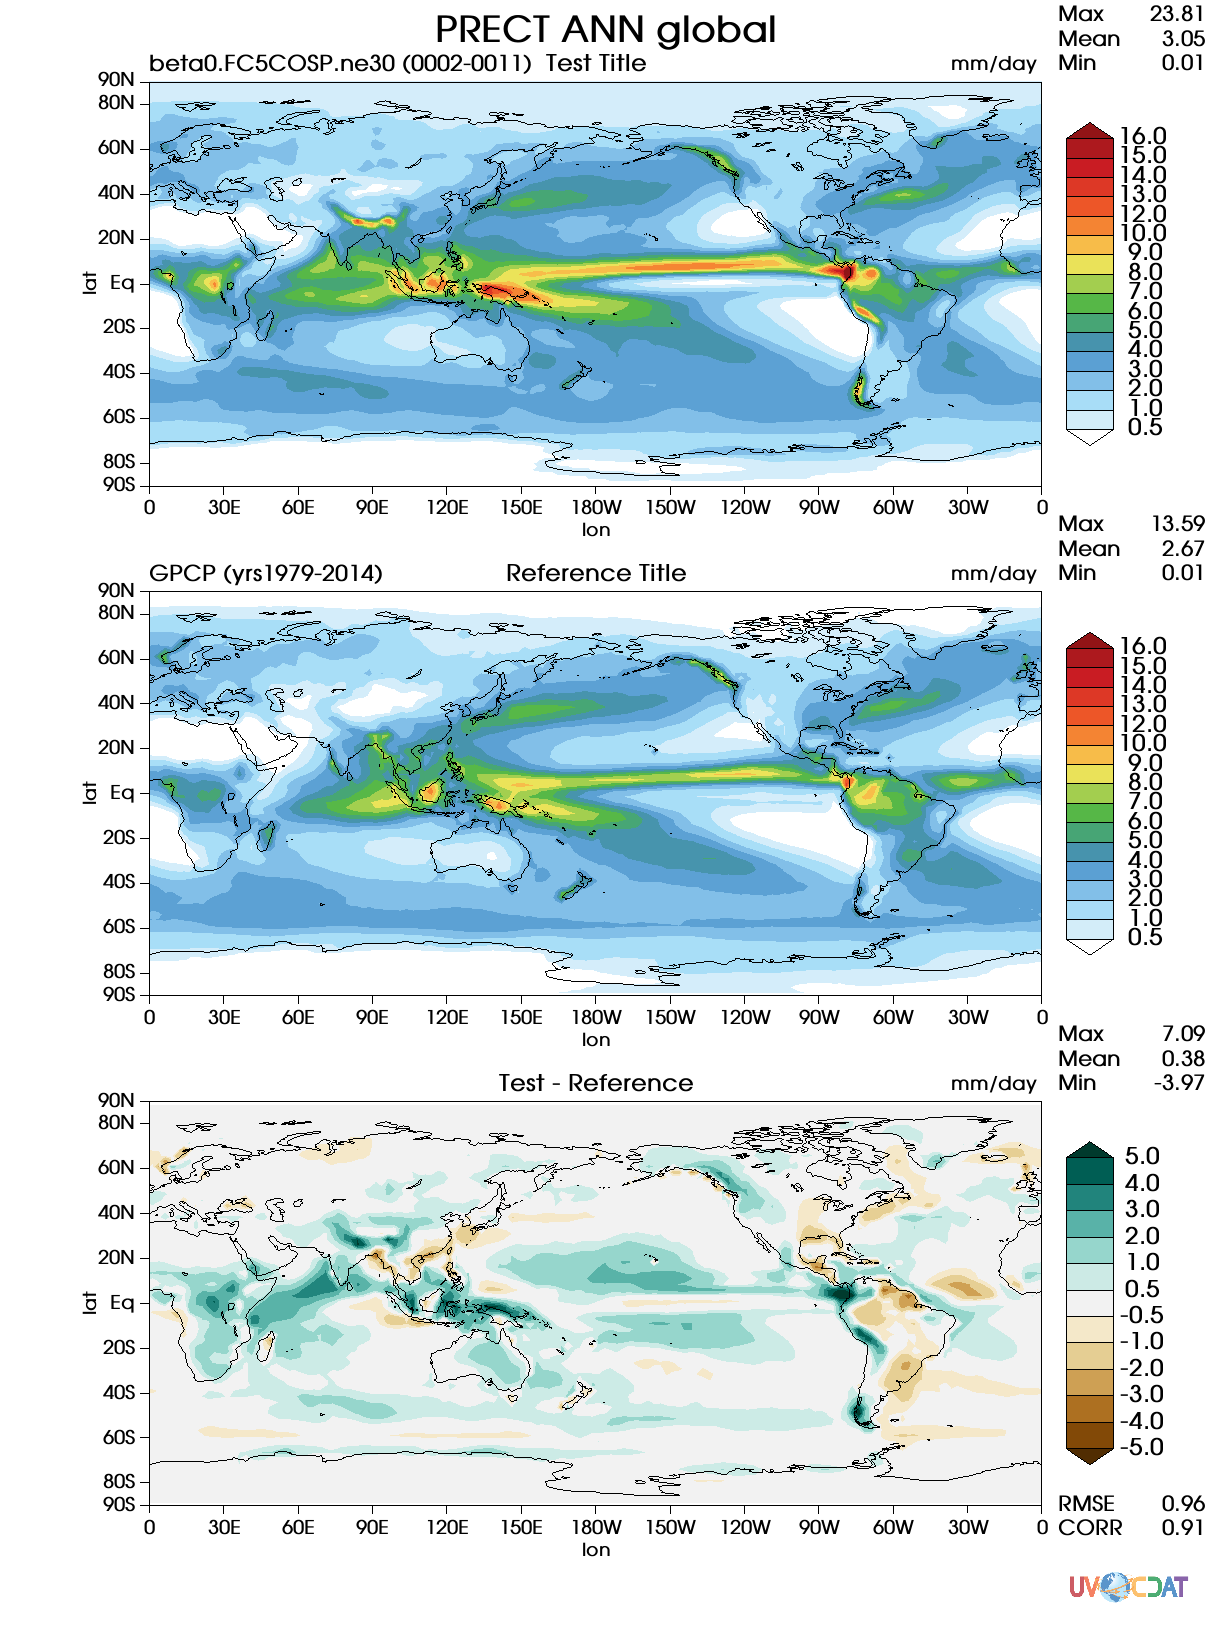 PRECT ANN global
Max 23.81
Mean 3.05
Min 0.01
beta0.FC5COSP.ne30 (0002-0011) Test Title mm/day
90N
80N
60N
40N
20N
Eq
20S
40S
60S
80S
90S
lat
0 30E 60E 90E 120E 150E 180W 150W 120W 90W 60W 30W 0
lon
16.0
15.0
14.0
13.0
12.0
10.0
9.0
8.0
7.0
6.0
5.0
4.0
3.0
2.0
1.0
0.5
Max 13.59
Mean 2.67
Min 0.01
GPCP (yrs1979-2014) Reference Title mm/day
90N
80N
60N
40N
20N
Eq
20S
40S
60S
80S
90S
lat
0 30E 60E 90E 120E 150E 180W 150W 120W 90W 60W 30W 0
lon
16.0
15.0
14.0
13.0
12.0
10.0
9.0
8.0
7.0
6.0
5.0
4.0
3.0
2.0
1.0
0.5
Max 7.09
Mean 0.38
Min -3.97
Test - Reference mm/day
90N
80N
60N
40N
20N
Eq
20S
40S
60S
80S
90S
lat
0 30E 60E 90E 120E 150E 180W 150W 120W 90W 60W 30W 0
lon
5.0
4.0
3.0
2.0
1.0
0.5
-0.5
-1.0
-2.0
-3.0
-4.0
-5.0
RMSE 0.96
CORR 0.91
UV CDAT